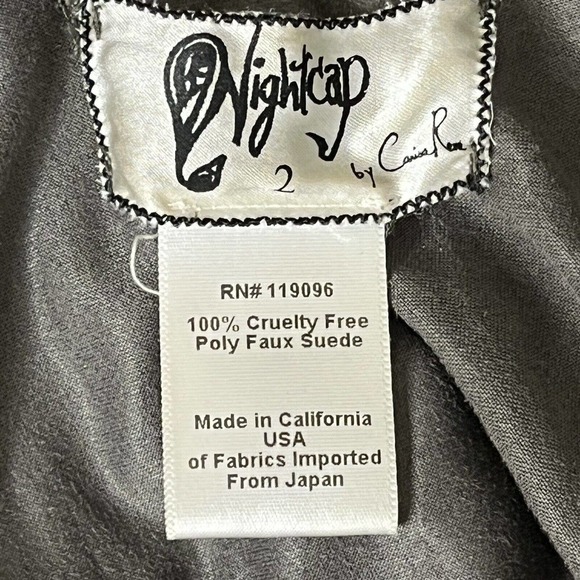 Nightcap
2
by Carisa Rene
RN# 119096
100% Cruelty Free
Poly Faux Suede
Made in California
USA
of Fabrics Imported
From Japan